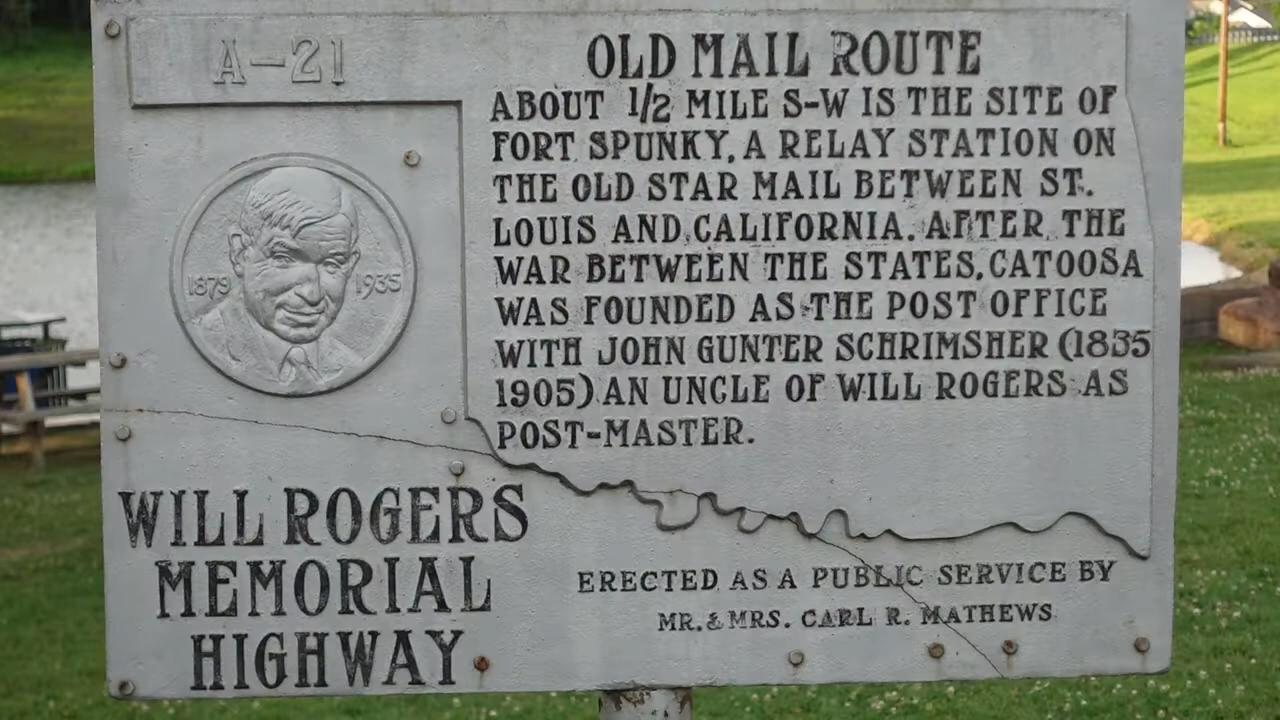 A-21
OLD MAIL ROUTE
ABOUT 1/2 MILE S-W IS THE SITE OF
FORT SPUNKY, A RELAY STATION ON
THE OLD STAR MAIL BETWEEN ST.
LOUIS AND CALIFORNIA. AFTER THE
WAR BETWEEN THE STATES, CATOOSA
WAS FOUNDED AS THE POST OFFICE
WITH JOHN GUNTER SCHRIMSHER (1835
1905) AN UNCLE OF WILL ROGERS AS
POST-MASTER.
1879 1935
WILL ROGERS
MEMORIAL
HIGHWAY
ERECTED AS A PUBLIC SERVICE BY
MR. & MRS. CARL R. MATHEWS